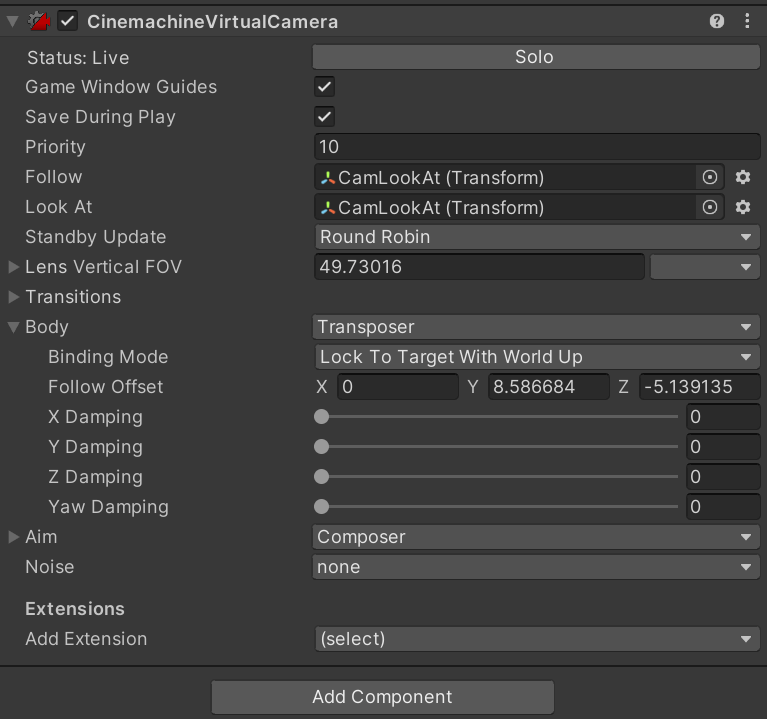 CinemachineVirtualCamera
Status: Live Solo
Game Window Guides
Save During Play
Priority 10
Follow CamLookAt (Transform)
Look At CamLookAt (Transform)
Standby Update Round Robin
Lens Vertical FOV 49.73016
Transitions
Body Transposer
Binding Mode Lock To Target With World Up
Follow Offset X 0 Y 8.586684 Z -5.139135
X Damping 0
Y Damping 0
Z Damping 0
Yaw Damping 0
Aim Composer
Noise none
Extensions
Add Extension (select)
Add Component